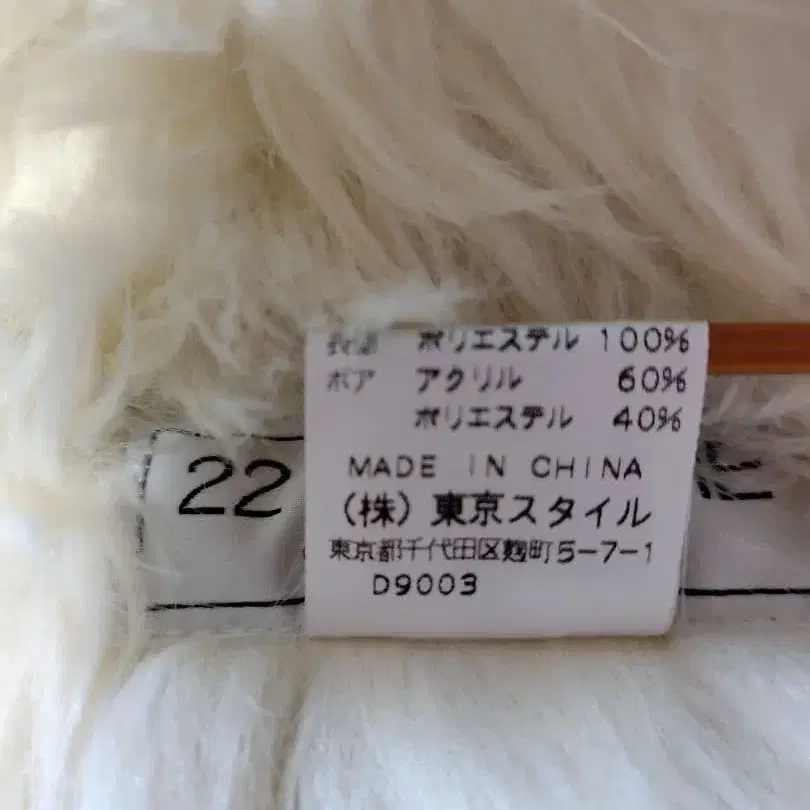 ポリエステル 100%
ボア アクリル 60%
ポリエステル 40%
MADE IN CHINA
(株)東京スタイル
東京都千代田区麹町5-7-1
D9003
22